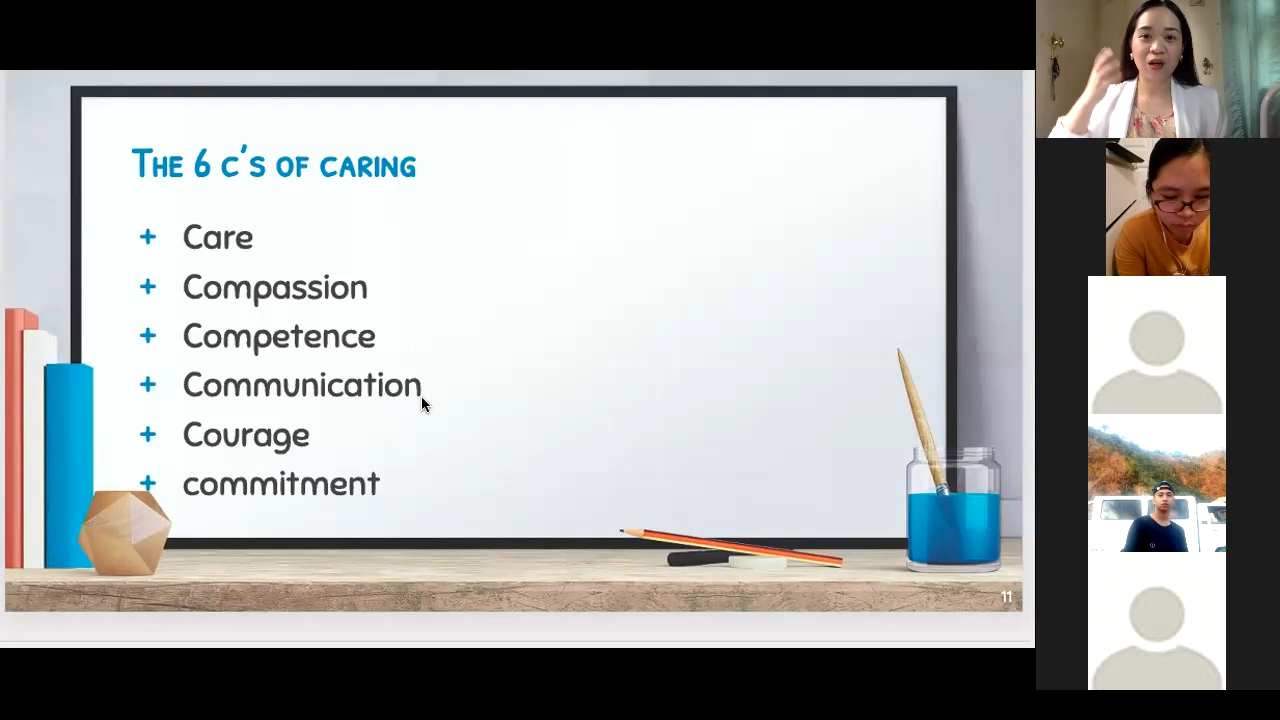 The 6 c's of caring
+ Care
+ Compassion
+ Competence
+ Communication
+ Courage
+ commitment
11